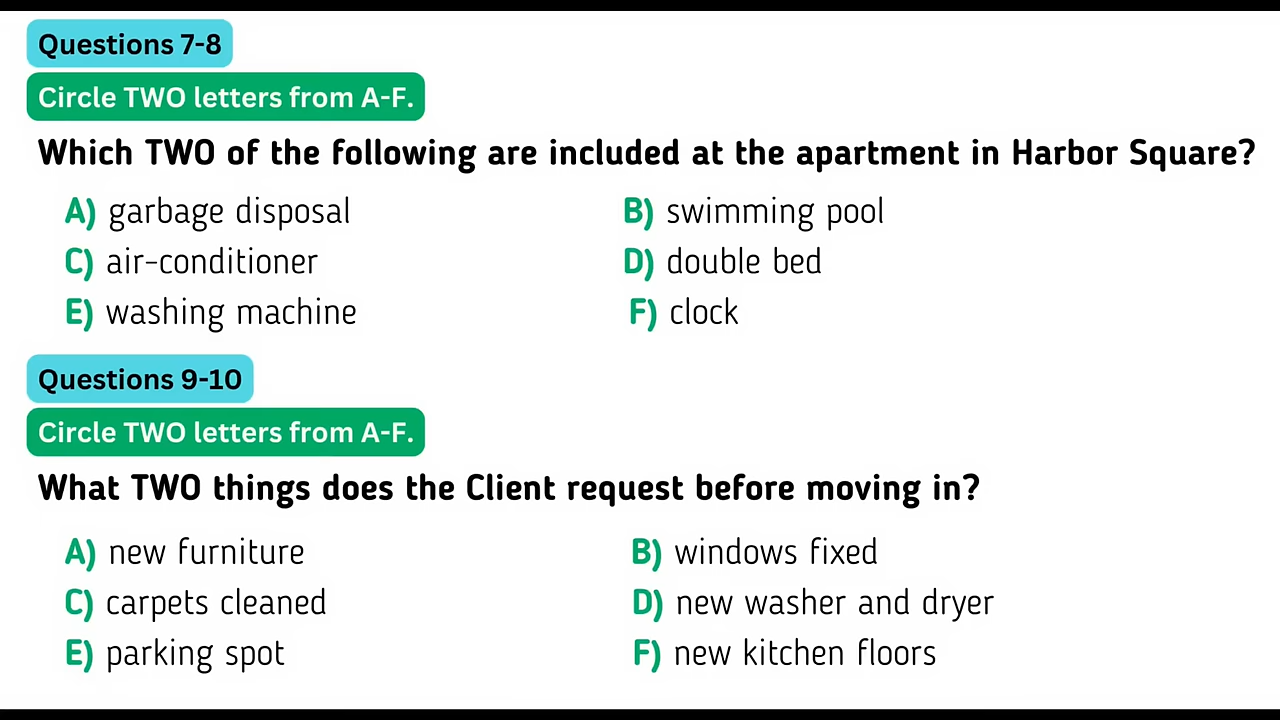 Questions 7-8
Circle TWO letters from A-F.
Which TWO of the following are included at the apartment in Harbor Square?
A) garbage disposal
B) swimming pool
C) air-conditioner
D) double bed
E) washing machine
F) clock
Questions 9-10
Circle TWO letters from A-F.
What TWO things does the Client request before moving in?
A) new furniture
B) windows fixed
C) carpets cleaned
D) new washer and dryer
E) parking spot
F) new kitchen floors